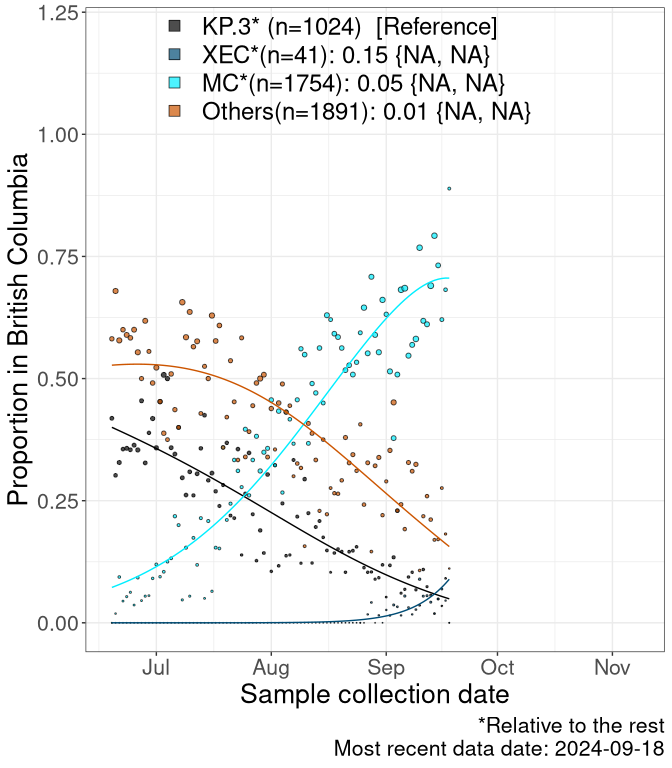 1.25
KP.3* (n=1024)  [Reference]
XEC*(n=41): 0.15 {NA, NA}
MC*(n=1754): 0.05 {NA, NA}
Others(n=1891): 0.01 {NA, NA}
1.00
0.75
0.50
0.25
0.00
Proportion in British Columbia
Jul Aug Sep Oct Nov
Sample collection date
*Relative to the rest
Most recent data date: 2024-09-18